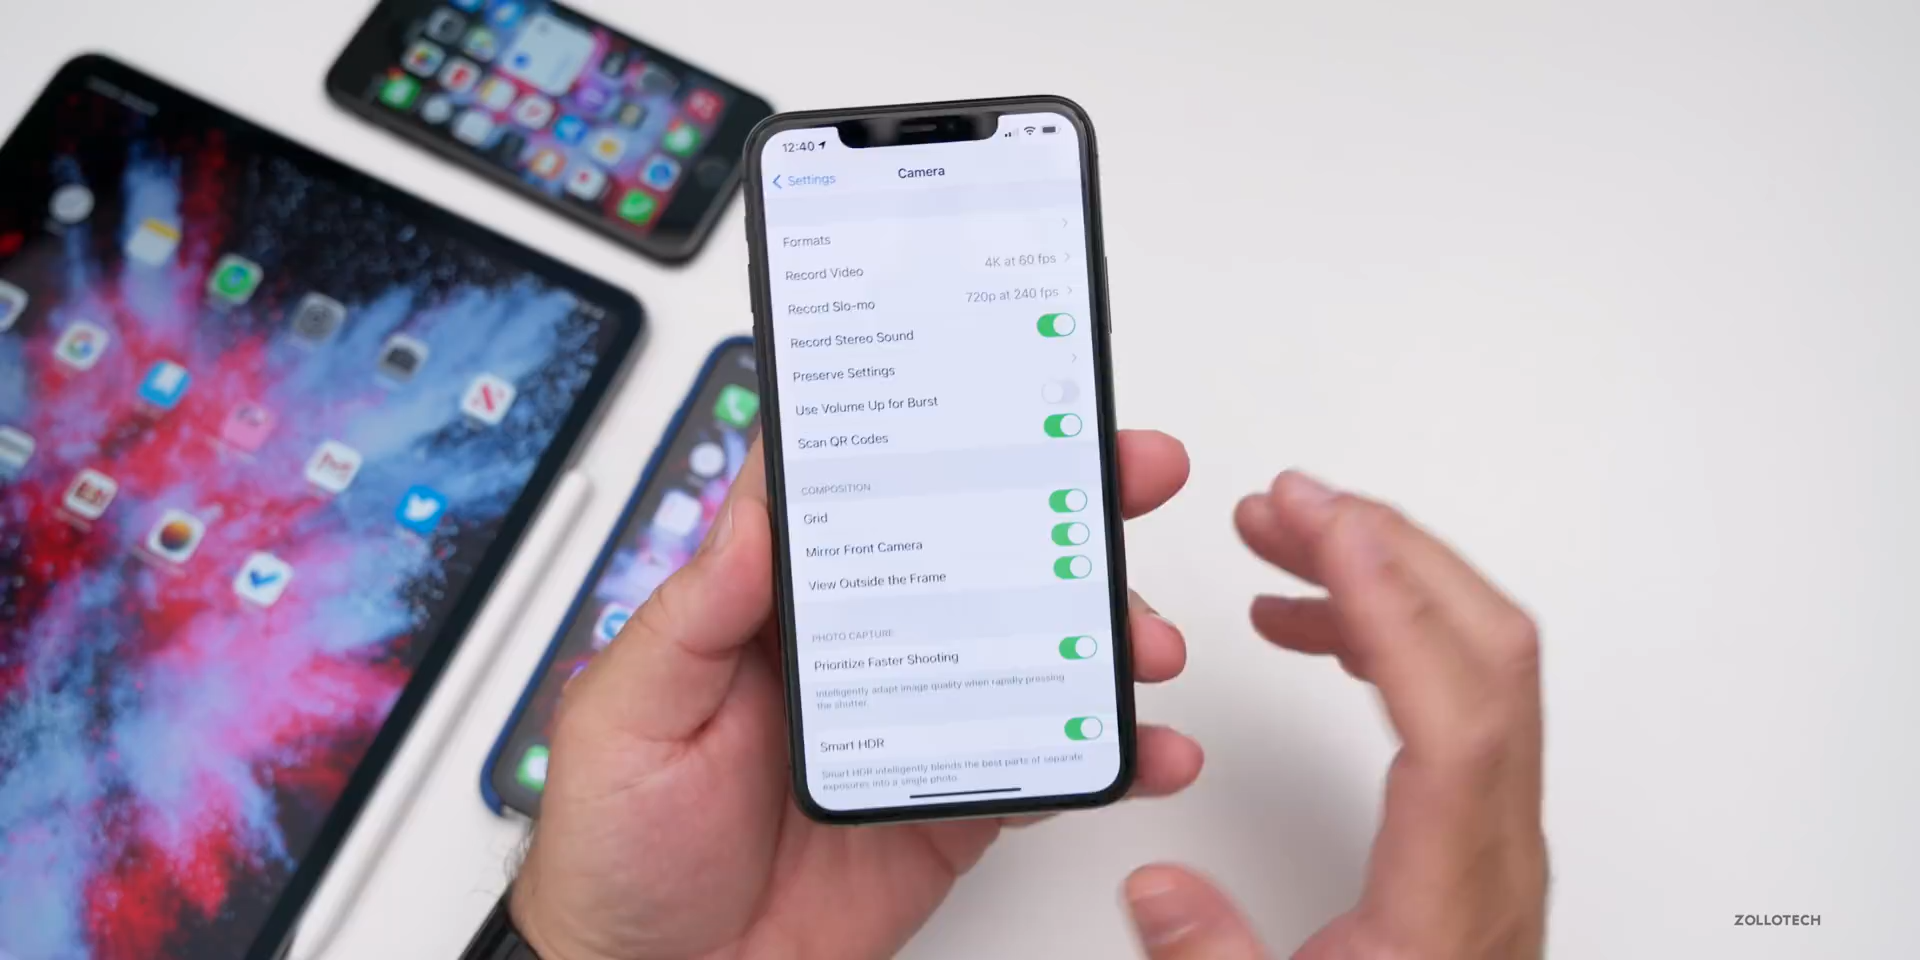 12:40
Settings
Camera
Formats
Record Video 4K at 60 fps
Record Slo-mo 720p at 240 fps
Record Stereo Sound
Preserve Settings
Use Volume Up for Burst
Scan QR Codes
COMPOSITION
Grid
Mirror Front Camera
View Outside the Frame
PHOTO CAPTURE
Prioritize Faster Shooting
Intelligently adapt image quality when rapidly pressing
the shutter.
Smart HDR
Smart HDR intelligently blends the best parts of separate
exposures into a single photo.
ZOLLOTECH